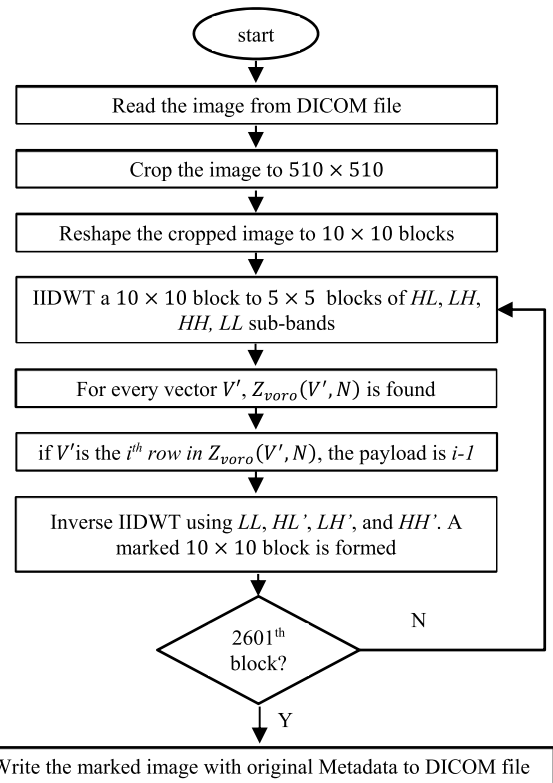 start
Read the image from DICOM file
Crop the image to 510 × 510
Reshape the cropped image to 10 × 10 blocks
IIDWT a 10 × 10 block to 5 × 5 blocks of HL, LH,
HH, LL sub-bands
For every vector V′, Z_voro(V′, N) is found
if V′is the i^th row in Z_voro(V′, N), the payload is i-1
Inverse IIDWT using LL, HL’, LH’, and HH’. A
marked 10 × 10 block is formed
2601^th
block?
N
Y
Write the marked image with original Metadata to DICOM file